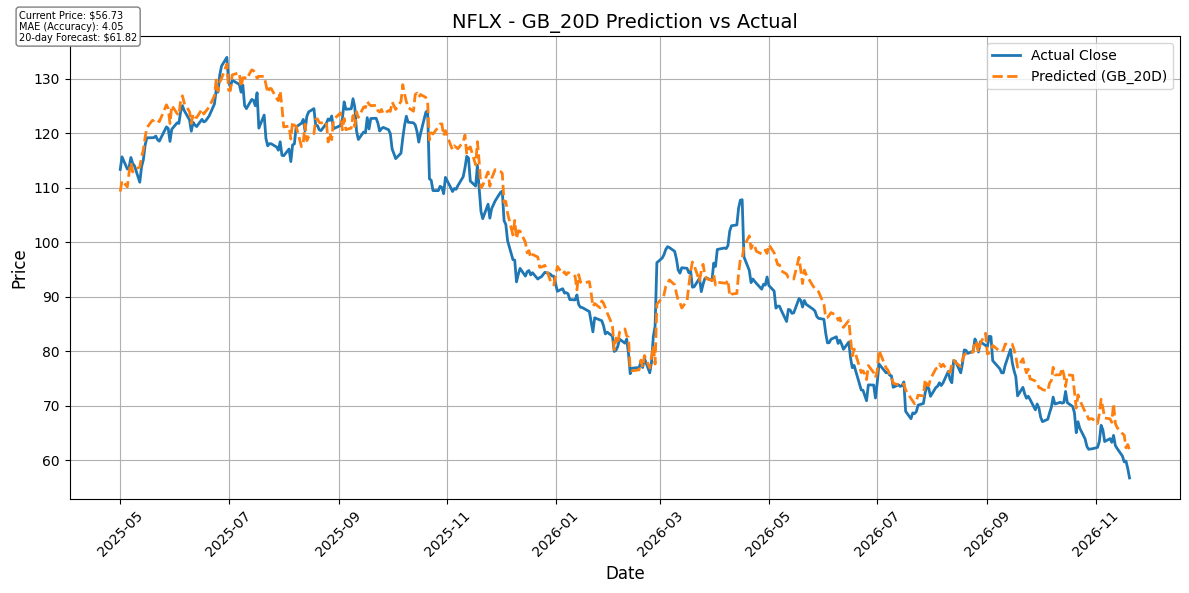 NFLX - GB_20D Prediction vs Actual
Current Price: $56.73
MAE (Accuracy): 4.05
20-day Forecast: $61.82
Actual Close
Predicted (GB_20D)
Price
130
120
110
100
90
80
70
60
2025-05
2025-07
2025-09
2025-11
2026-01
2026-03
2026-05
2026-07
2026-09
2026-11
Date